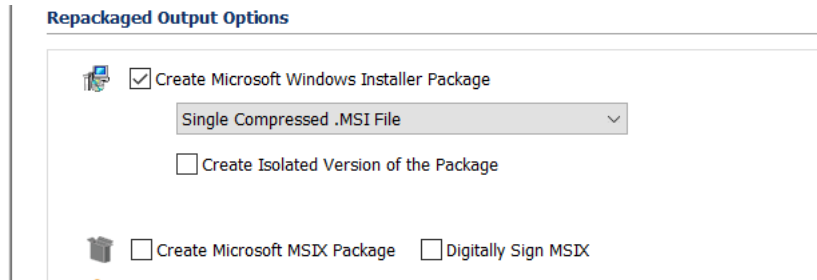 Repackaged Output Options
Create Microsoft Windows Installer Package
Single Compressed .MSI File
Create Isolated Version of the Package
Create Microsoft MSIX Package Digitally Sign MSIX